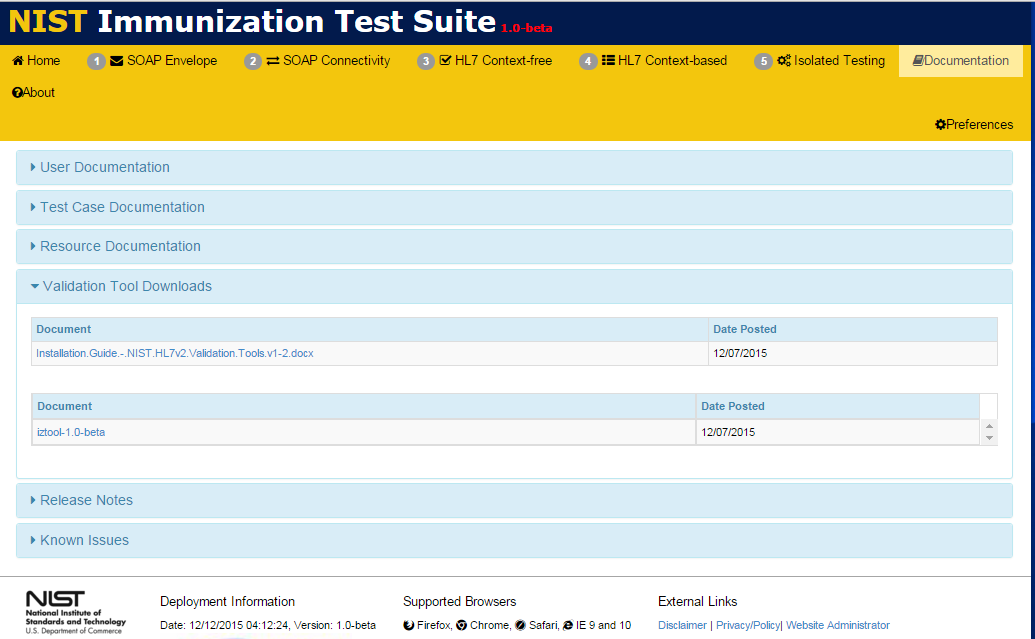 NIST Immunization Test Suite 1.0-beta
Home 1 SOAP Envelope 2 SOAP Connectivity 3 HL7 Context-free 4 HL7 Context-based 5 Isolated Testing Documentation
About
Preferences
User Documentation
Test Case Documentation
Resource Documentation
Validation Tool Downloads
Document Date Posted
Installation.Guide.-.NIST.HL7v2.Validation.Tools.v1-2.docx 12/07/2015
Document Date Posted
iztool-1.0-beta 12/07/2015
Release Notes
Known Issues
NIST
National Institute of
Standards and Technology
U.S. Department of Commerce
Deployment Information
Date: 12/12/2015 04:12:24, Version: 1.0-beta
Supported Browsers
Firefox, Chrome, Safari, IE 9 and 10
External Links
Disclaimer | Privacy/Policy| Website Administrator